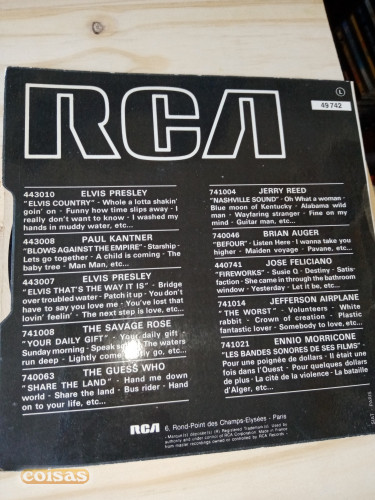 RCA
L
49 742
443010 ELVIS PRESLEY
"ELVIS COUNTRY" - Whole a lotta shakin'
goin' on - Funny how time slips away - I
really don't want to know - I washed my
hands in muddy water, etc...
443008 PAUL KANTNER
"BLOWS AGAINST THE EMPIRE" - Starship -
Lets go together - A child is coming - The
baby tree - Man Man, etc...
443007 ELVIS PRESLEY
"ELVIS THAT'S THE WAY IT IS" - Bridge
over troubled water - Patch it up - You don't
have to say you love me - You've lost that
lovin' feelin' - The next step is love, etc...
741008 THE SAVAGE ROSE
"YOUR DAILY GIFT" - Your daily gift
Sunday morning - Speak softly - The waters
run deep - Lightly come lightly go, etc...
740063 THE GUESS WHO
"SHARE THE LAND" - Hand me down
world - Share the land - Bus rider - Hand
on to your life, etc...
741004 JERRY REED
"NASHVILLE SOUND" - Oh What a woman -
Blue moon of Kentucky - Alabama wild
man - Wayfaring stranger - Fine on my
mind - Guitar man, etc...
740046 BRIAN AUGER
"BEFOUR" - Listen Here - I wanna take you
higher - Maiden voyage - Pavane, etc...
440741 JOSE FELICIANO
"FIREWORKS" - Susie Q - Destiny - Satis-
faction - She came in through the bathroom
window - Yesterday - Let it be, etc...
741014 JEFFERSON AIRPLANE
"THE WORST" - Volunteers - White
rabbit - Crown of creation - Plastic
fantastic lover - Somebody to love, etc...
741021 ENNIO MORRICONE
"LES BANDES SONORES DE SES FILMS"
Pour une poignée de dollars - Il était une
fois dans l'Ouest - Pour quelques dollars
de plus - La cité de la violence - La bataille
d'Alger, etc...
RCA 6, Rond-Point des Champs-Elysées - Paris
coisas